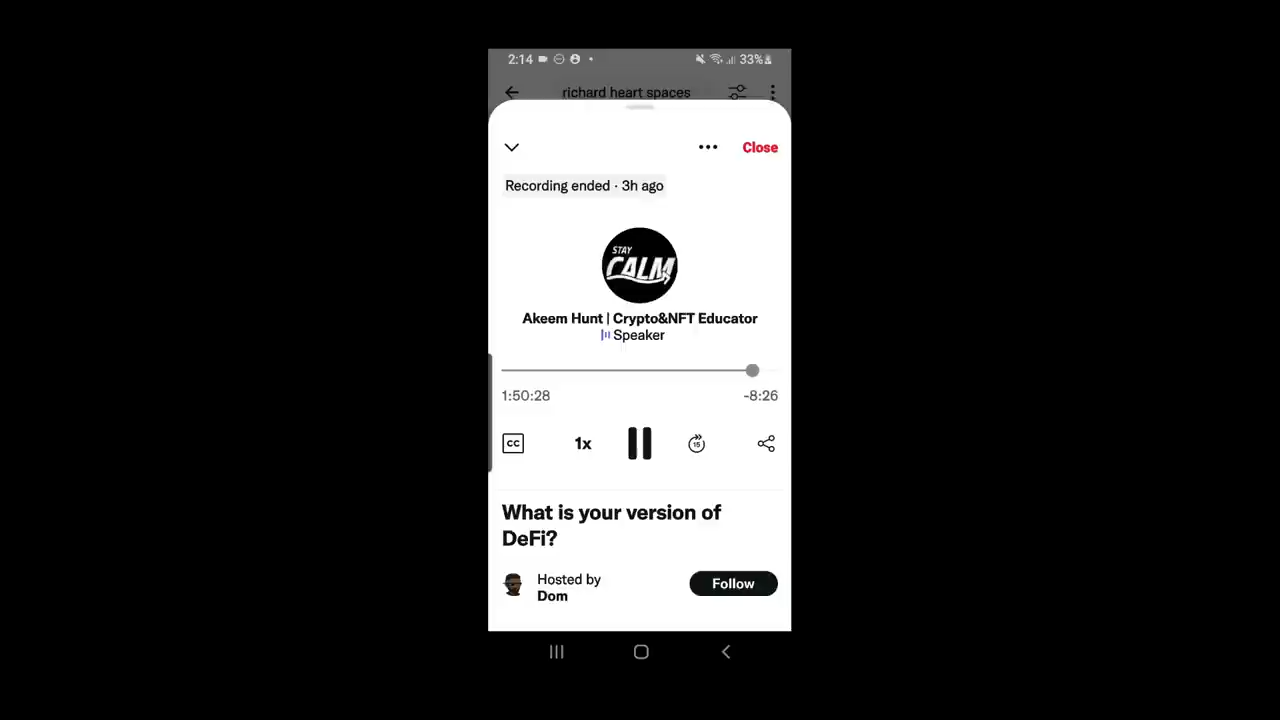 2:14
33%
richard heart spaces
Close
Recording ended · 3h ago
STAY
CALM
Akeem Hunt | Crypto&NFT Educator
Speaker
1:50:28
-8:26
CC
1x
15
What is your version of
DeFi?
Hosted by
Dom
Follow